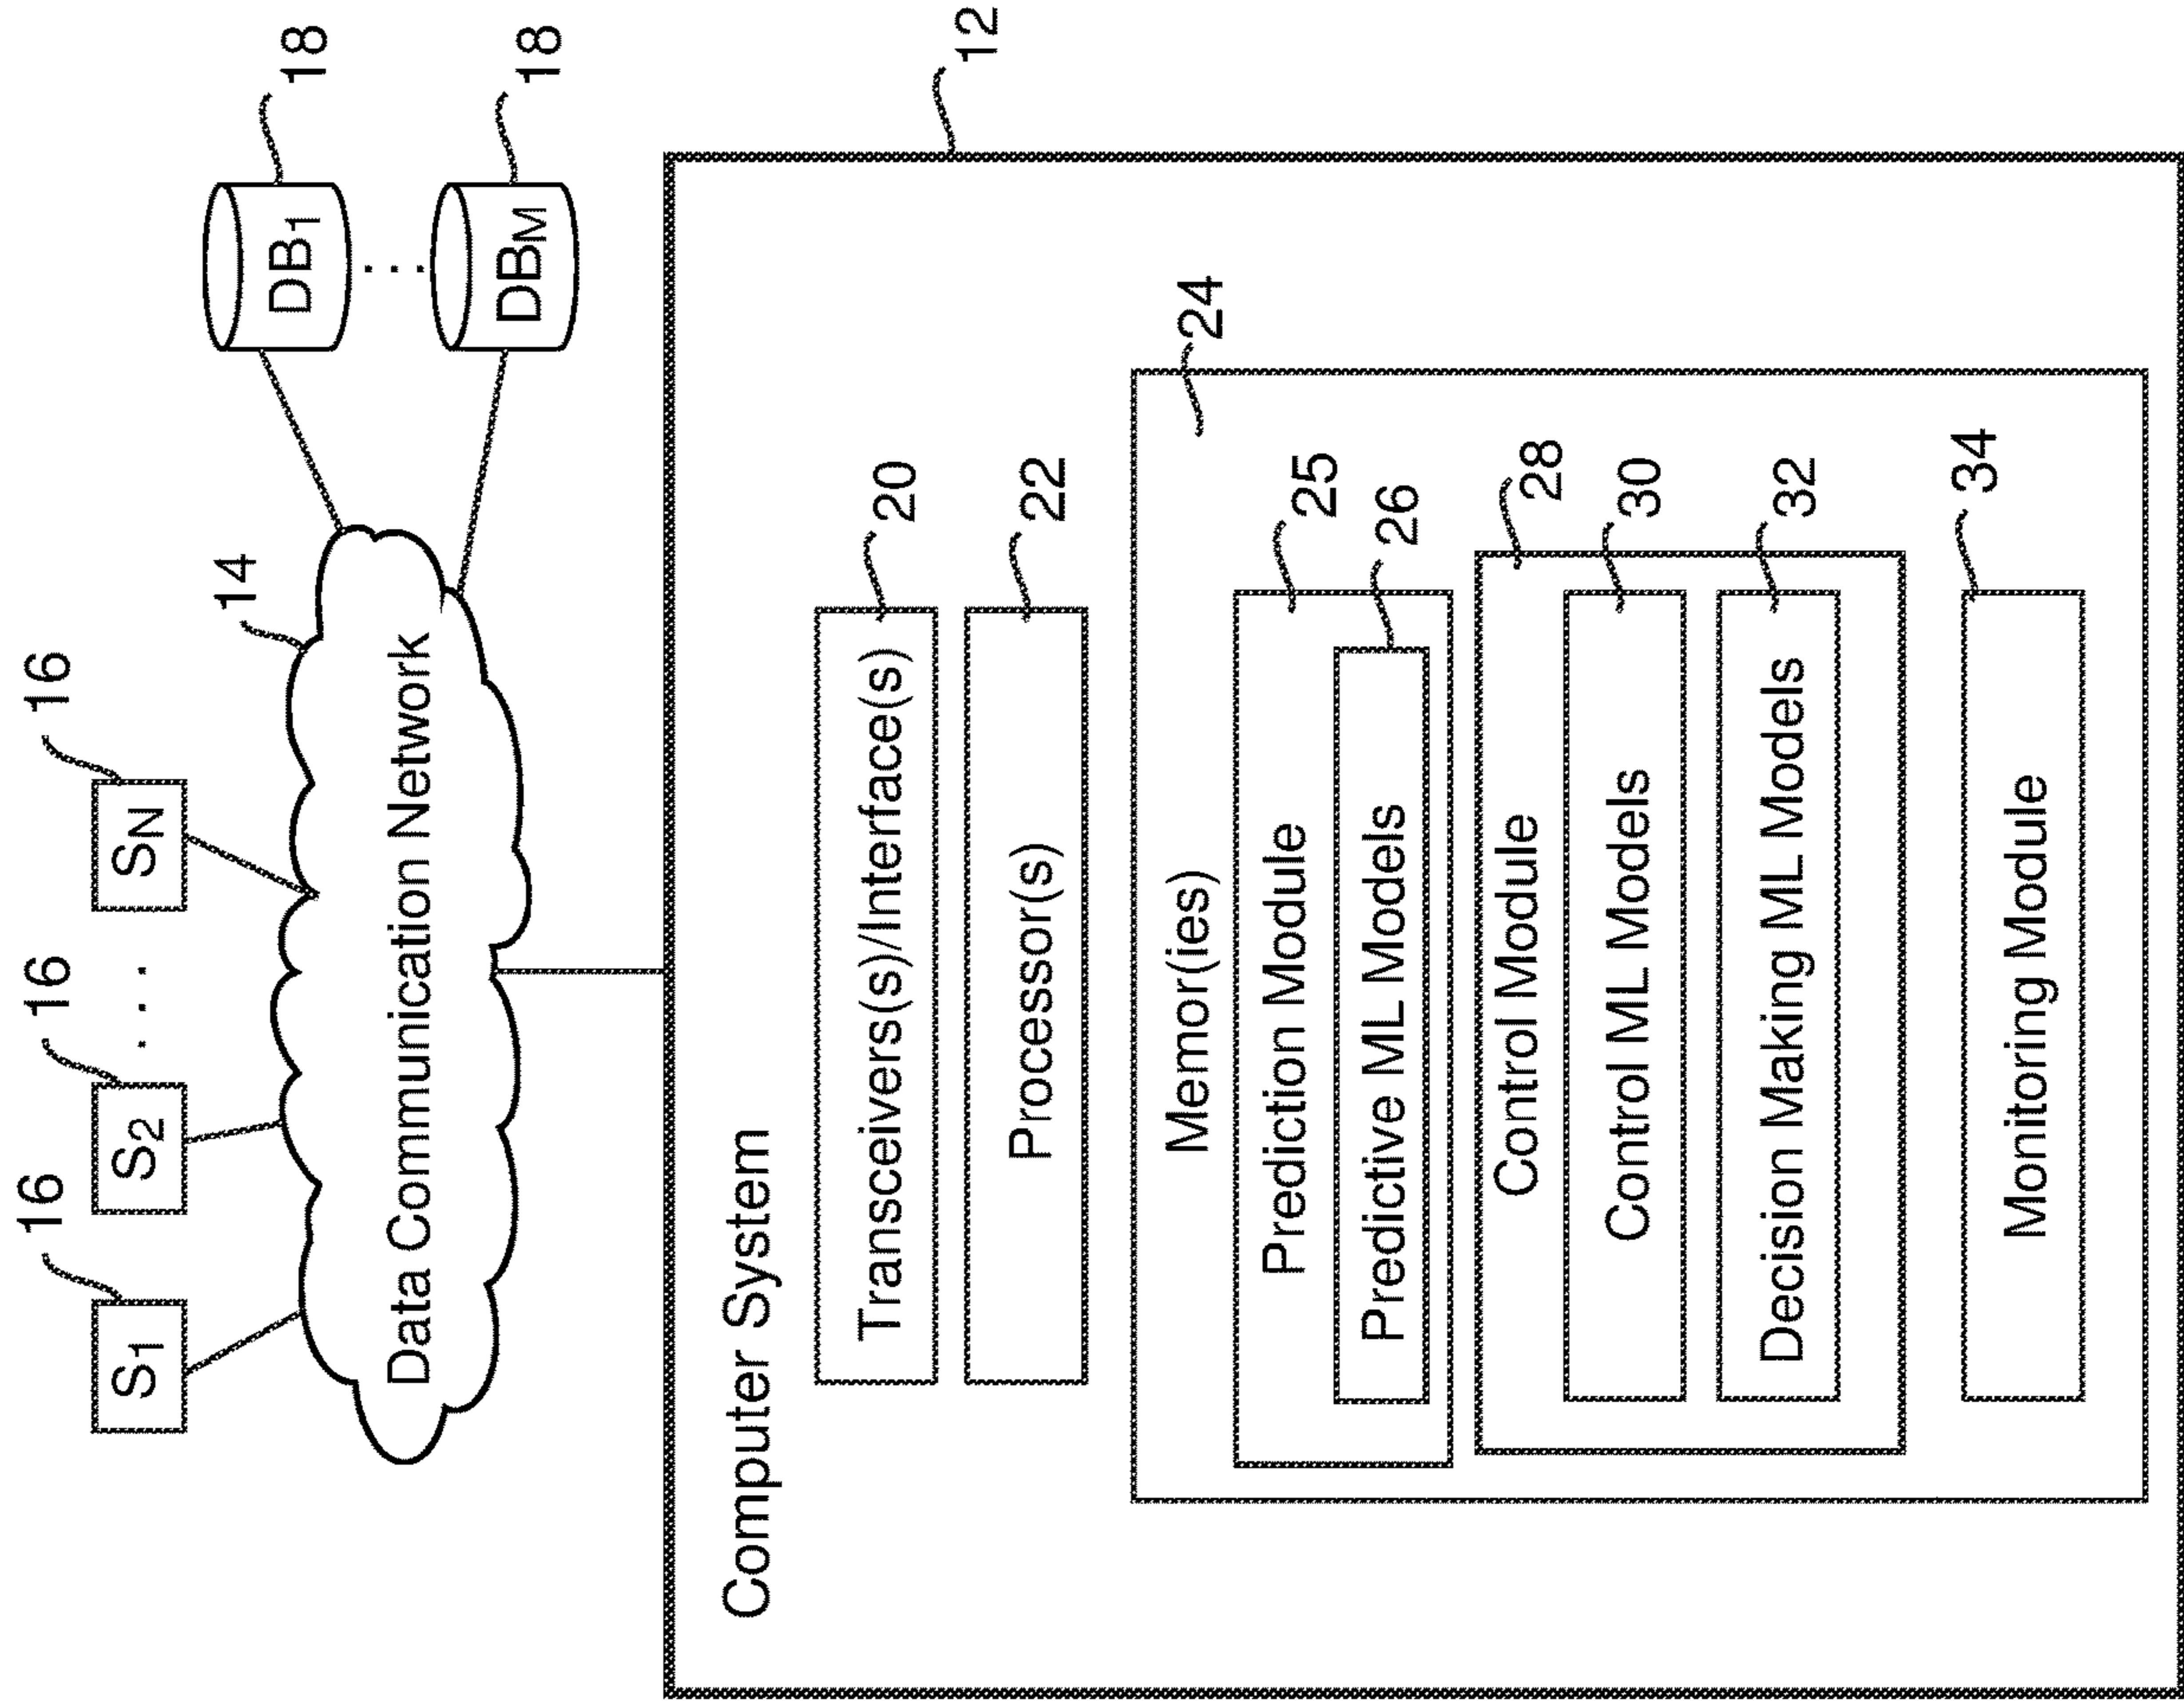 16
16
16
S1
S2
. . .
SN
14
Data Communication Network
18
DB1
. . .
18
DBM
12
Computer System
20
Transceivers(s)/Interface(s)
22
Processor(s)
24
Memor(ies)
25
Prediction Module
26
Predictive ML Models
28
Control Module
30
Control ML Models
32
Decision Making ML Models
34
Monitoring Module